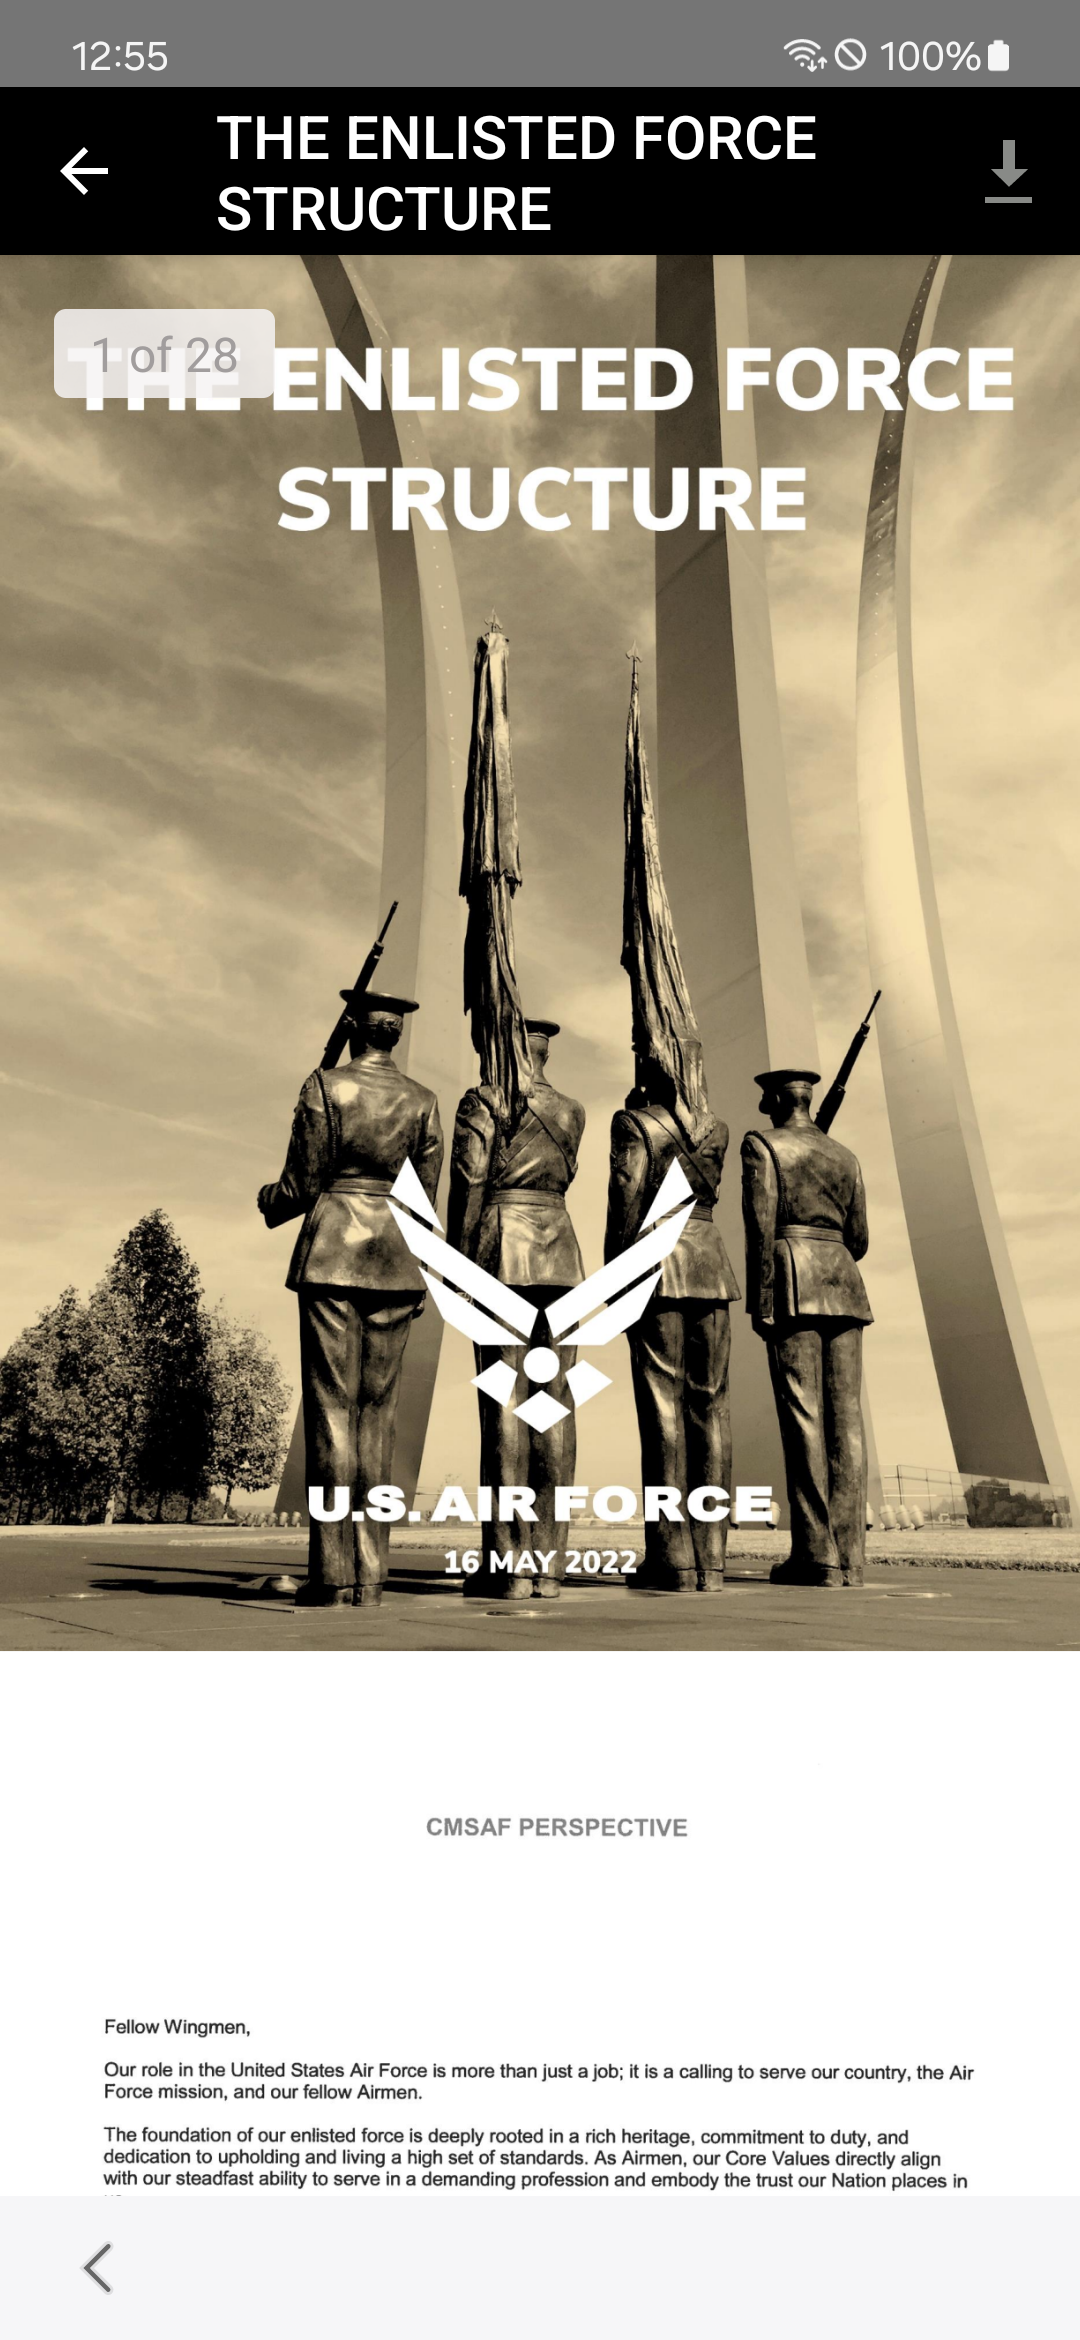 12:55
100%
THE ENLISTED FORCE
STRUCTURE
1 of 28
THE ENLISTED FORCE
STRUCTURE
U.S. AIR FORCE
16 MAY 2022
CMSAF PERSPECTIVE
Fellow Wingmen,
Our role in the United States Air Force is more than just a job; it is a calling to serve our country, the Air
Force mission, and our fellow Airmen.
The foundation of our enlisted force is deeply rooted in a rich heritage, commitment to duty, and
dedication to upholding and living a high set of standards. As Airmen, our Core Values directly align
with our steadfast ability to serve in a demanding profession and embody the trust our Nation places in